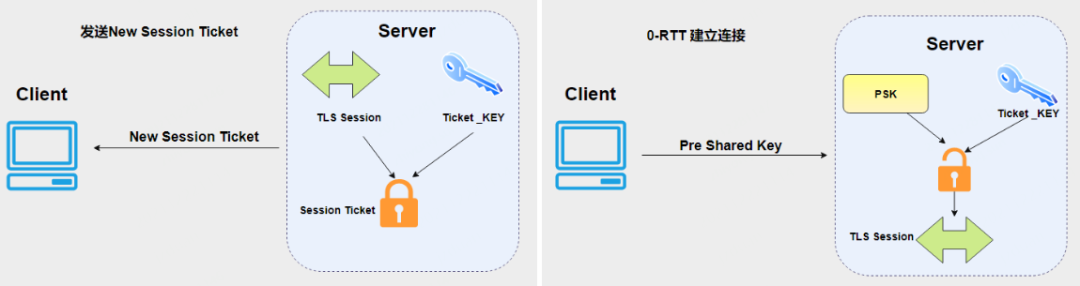 发送New Session Ticket
Server
Client
TLS Session
Ticket _KEY
New Session Ticket
Session Ticket
0-RTT 建立连接
Server
Client
PSK
Ticket _KEY
Pre Shared Key
TLS Session